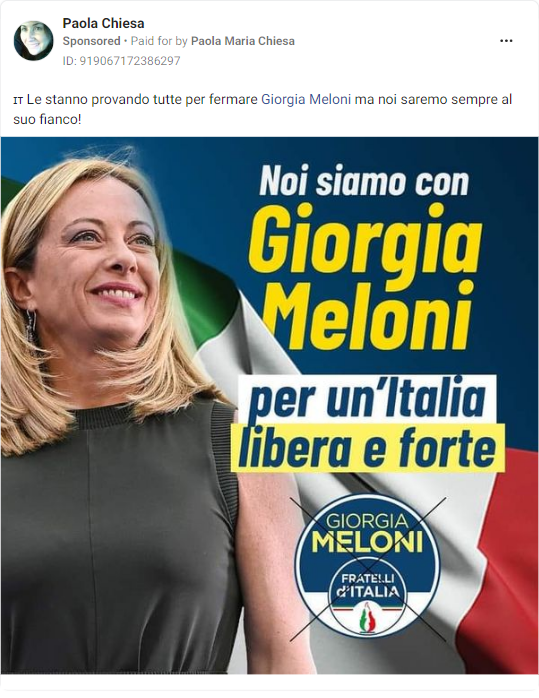 Paola Chiesa
Sponsored • Paid for by Paola Maria Chiesa
ID: 919067172386297
IT Le stanno provando tutte per fermare Giorgia Meloni ma noi saremo sempre al
suo fianco!
Noi siamo con
Giorgia
Meloni
per un'Italia
libera e forte
GIORGIA
MELONI
FRATELLI
d'ITALIA